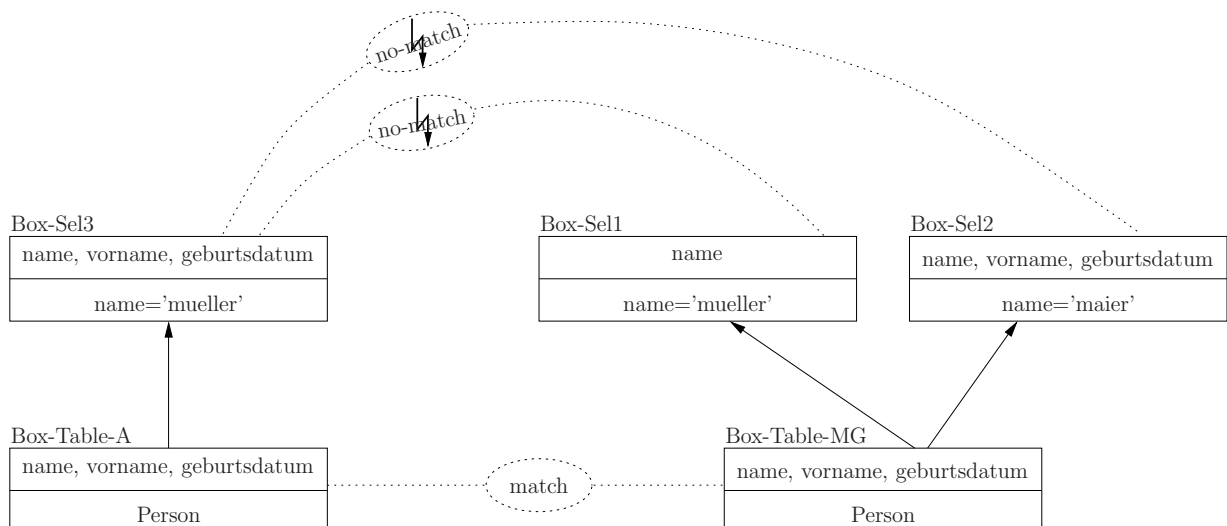 no-match
no-match
Box-Sel3
name, vorname, geburtsdatum
name='mueller'
Box-Sel1
name
name='mueller'
Box-Sel2
name, vorname, geburtsdatum
name='maier'
Box-Table-A
name, vorname, geburtsdatum
Person
match
Box-Table-MG
name, vorname, geburtsdatum
Person